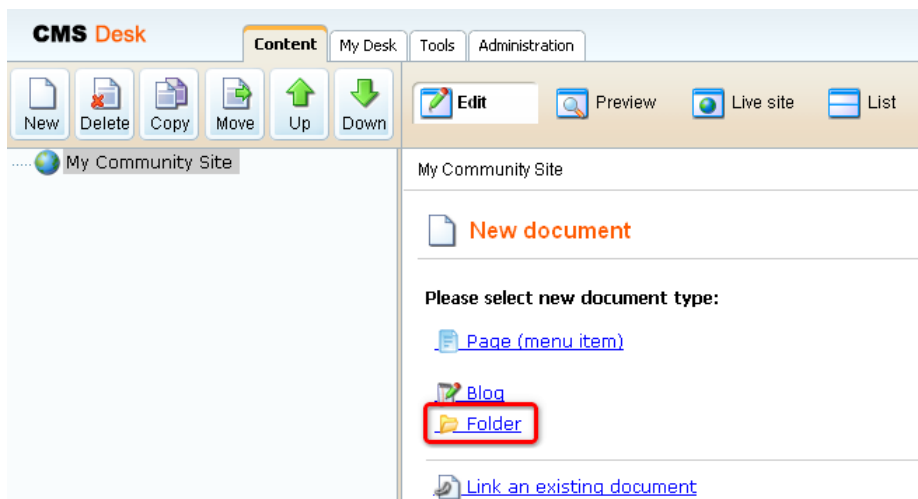 CMS Desk
Content My Desk Tools Administration
New Delete Copy Move Up Down Edit Preview Live site List
My Community Site
My Community Site
New document
Please select new document type:
Page (menu item)
Blog
Folder
Link an existing document